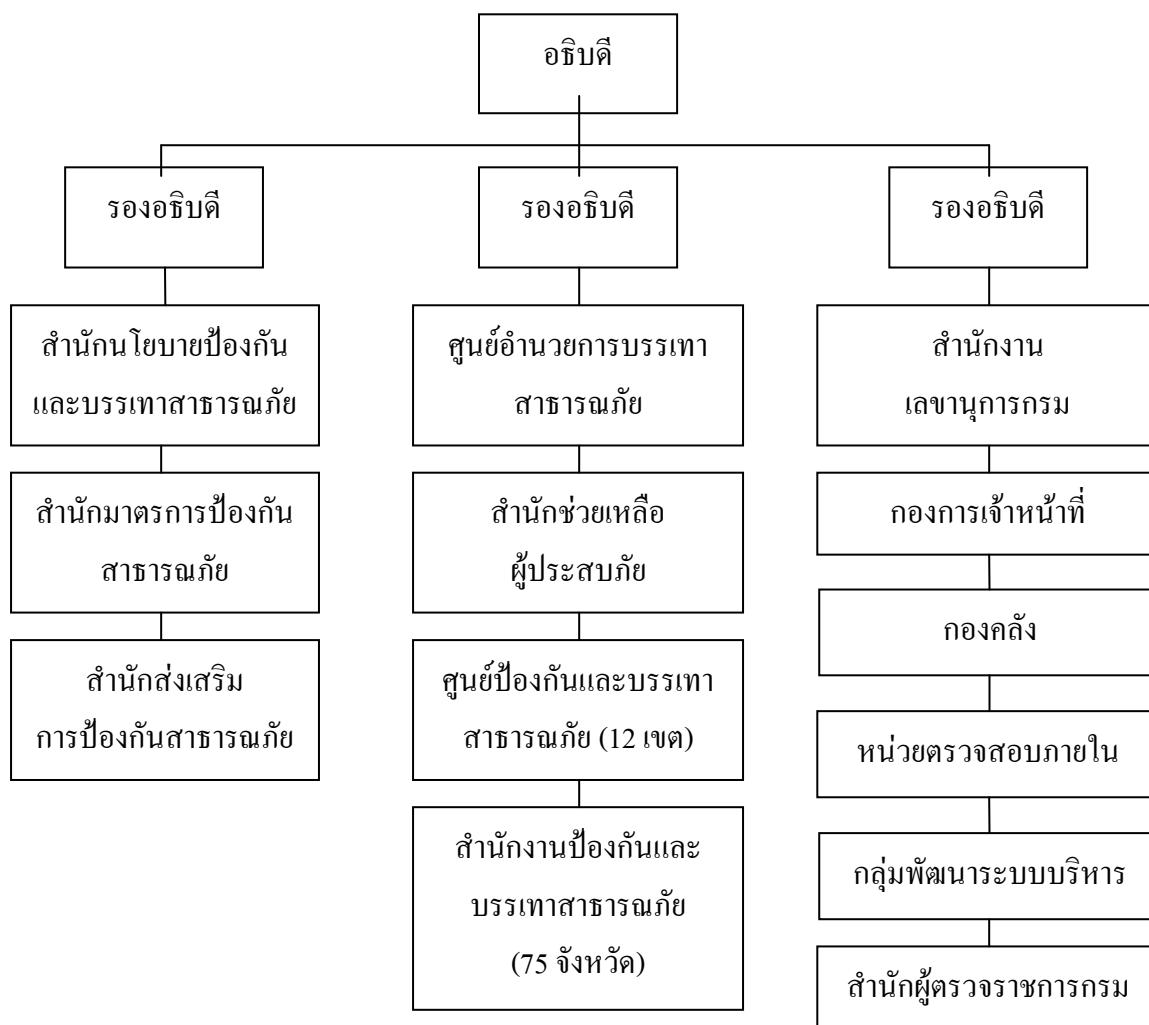 อธิบดี
รองอธิบดี
รองอธิบดี
รองอธิบดี
สำนักนโยบายป้องกัน
และบรรเทาสาธารณภัย
สำนักมาตรการป้องกัน
สาธารณภัย
สำนักส่งเสริม
การป้องกันสาธารณภัย
ศูนย์อำนวยการบรรเทา
สาธารณภัย
สำนักช่วยเหลือ
ผู้ประสบภัย
ศูนย์ป้องกันและบรรเทา
สาธารณภัย (12 เขต)
สำนักงานป้องกันและ
บรรเทาสาธารณภัย
(75 จังหวัด)
สำนักงาน
เลขานุการกรม
กองการเจ้าหน้าที่
กองคลัง
หน่วยตรวจสอบภายใน
กลุ่มพัฒนาระบบบริหาร
สำนักผู้ตรวจราชการกรม